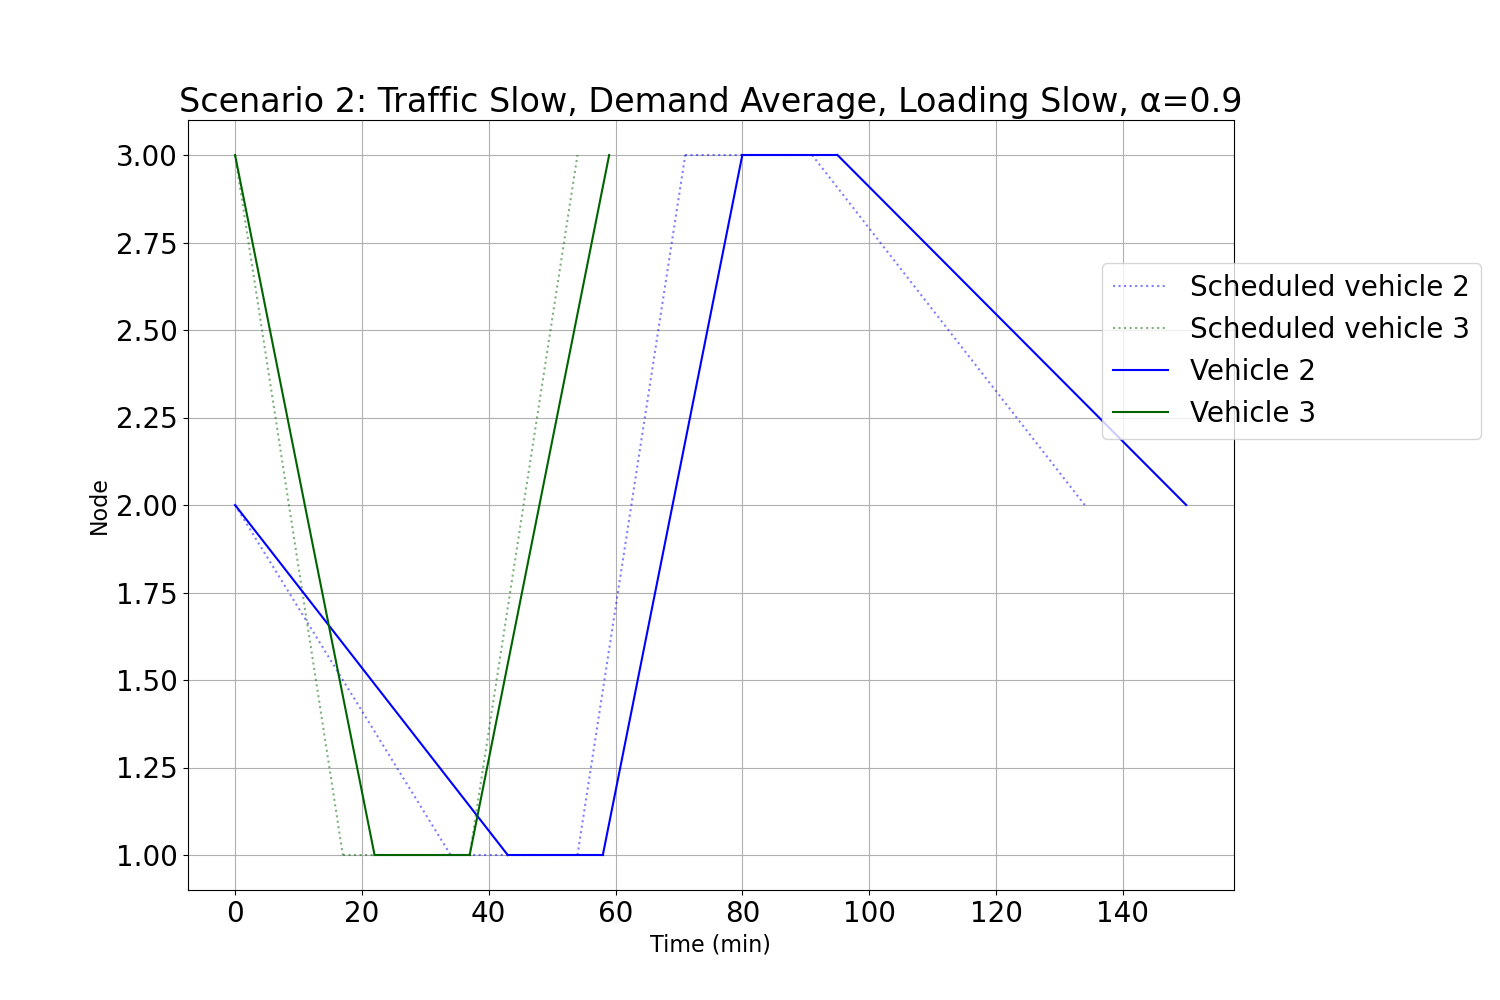 Scenario 2: Traffic Slow, Demand Average, Loading Slow, α=0.9
3.00
2.75
2.50
2.25
2.00
1.75
1.50
1.25
1.00
Node
0 20 40 60 80 100 120 140
Time (min)
Scheduled vehicle 2
Scheduled vehicle 3
Vehicle 2
Vehicle 3